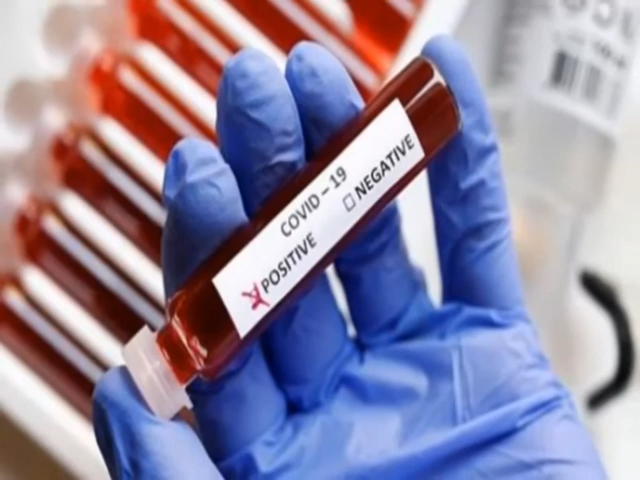 COVID – 19
POSITIVE ☐ NEGATIVE